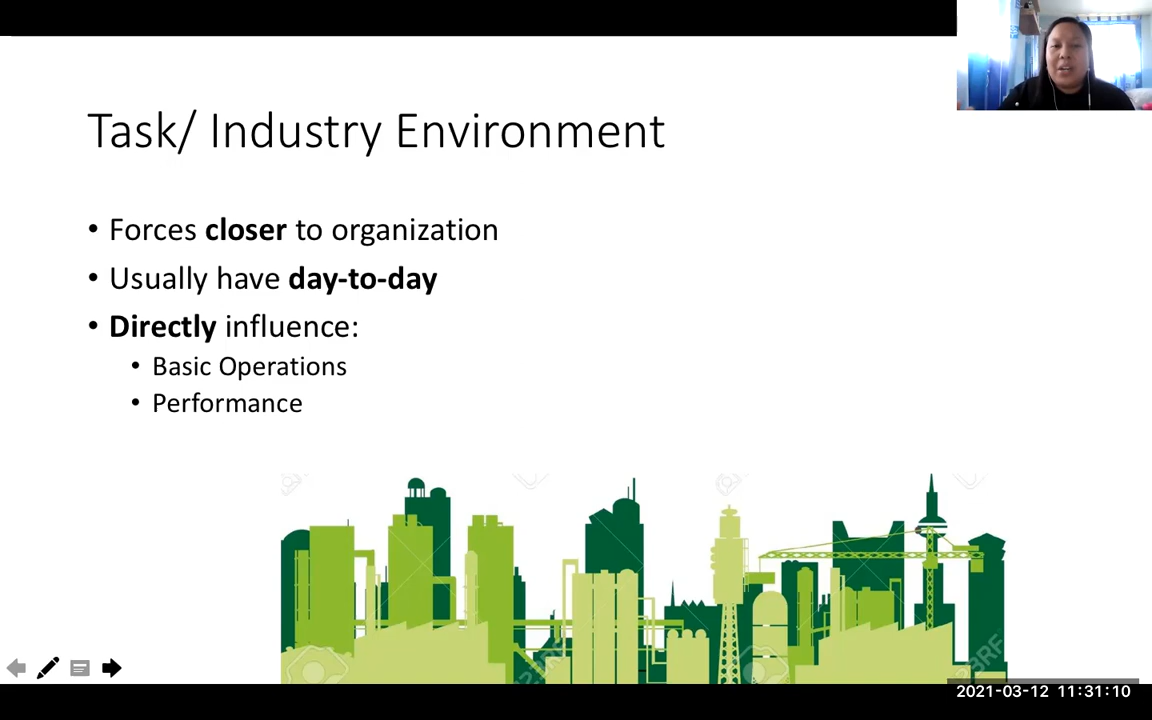 Task/ Industry Environment
• Forces closer to organization
• Usually have day-to-day
• Directly influence:
• Basic Operations
• Performance
123RF
2021-03-12 11:31:10